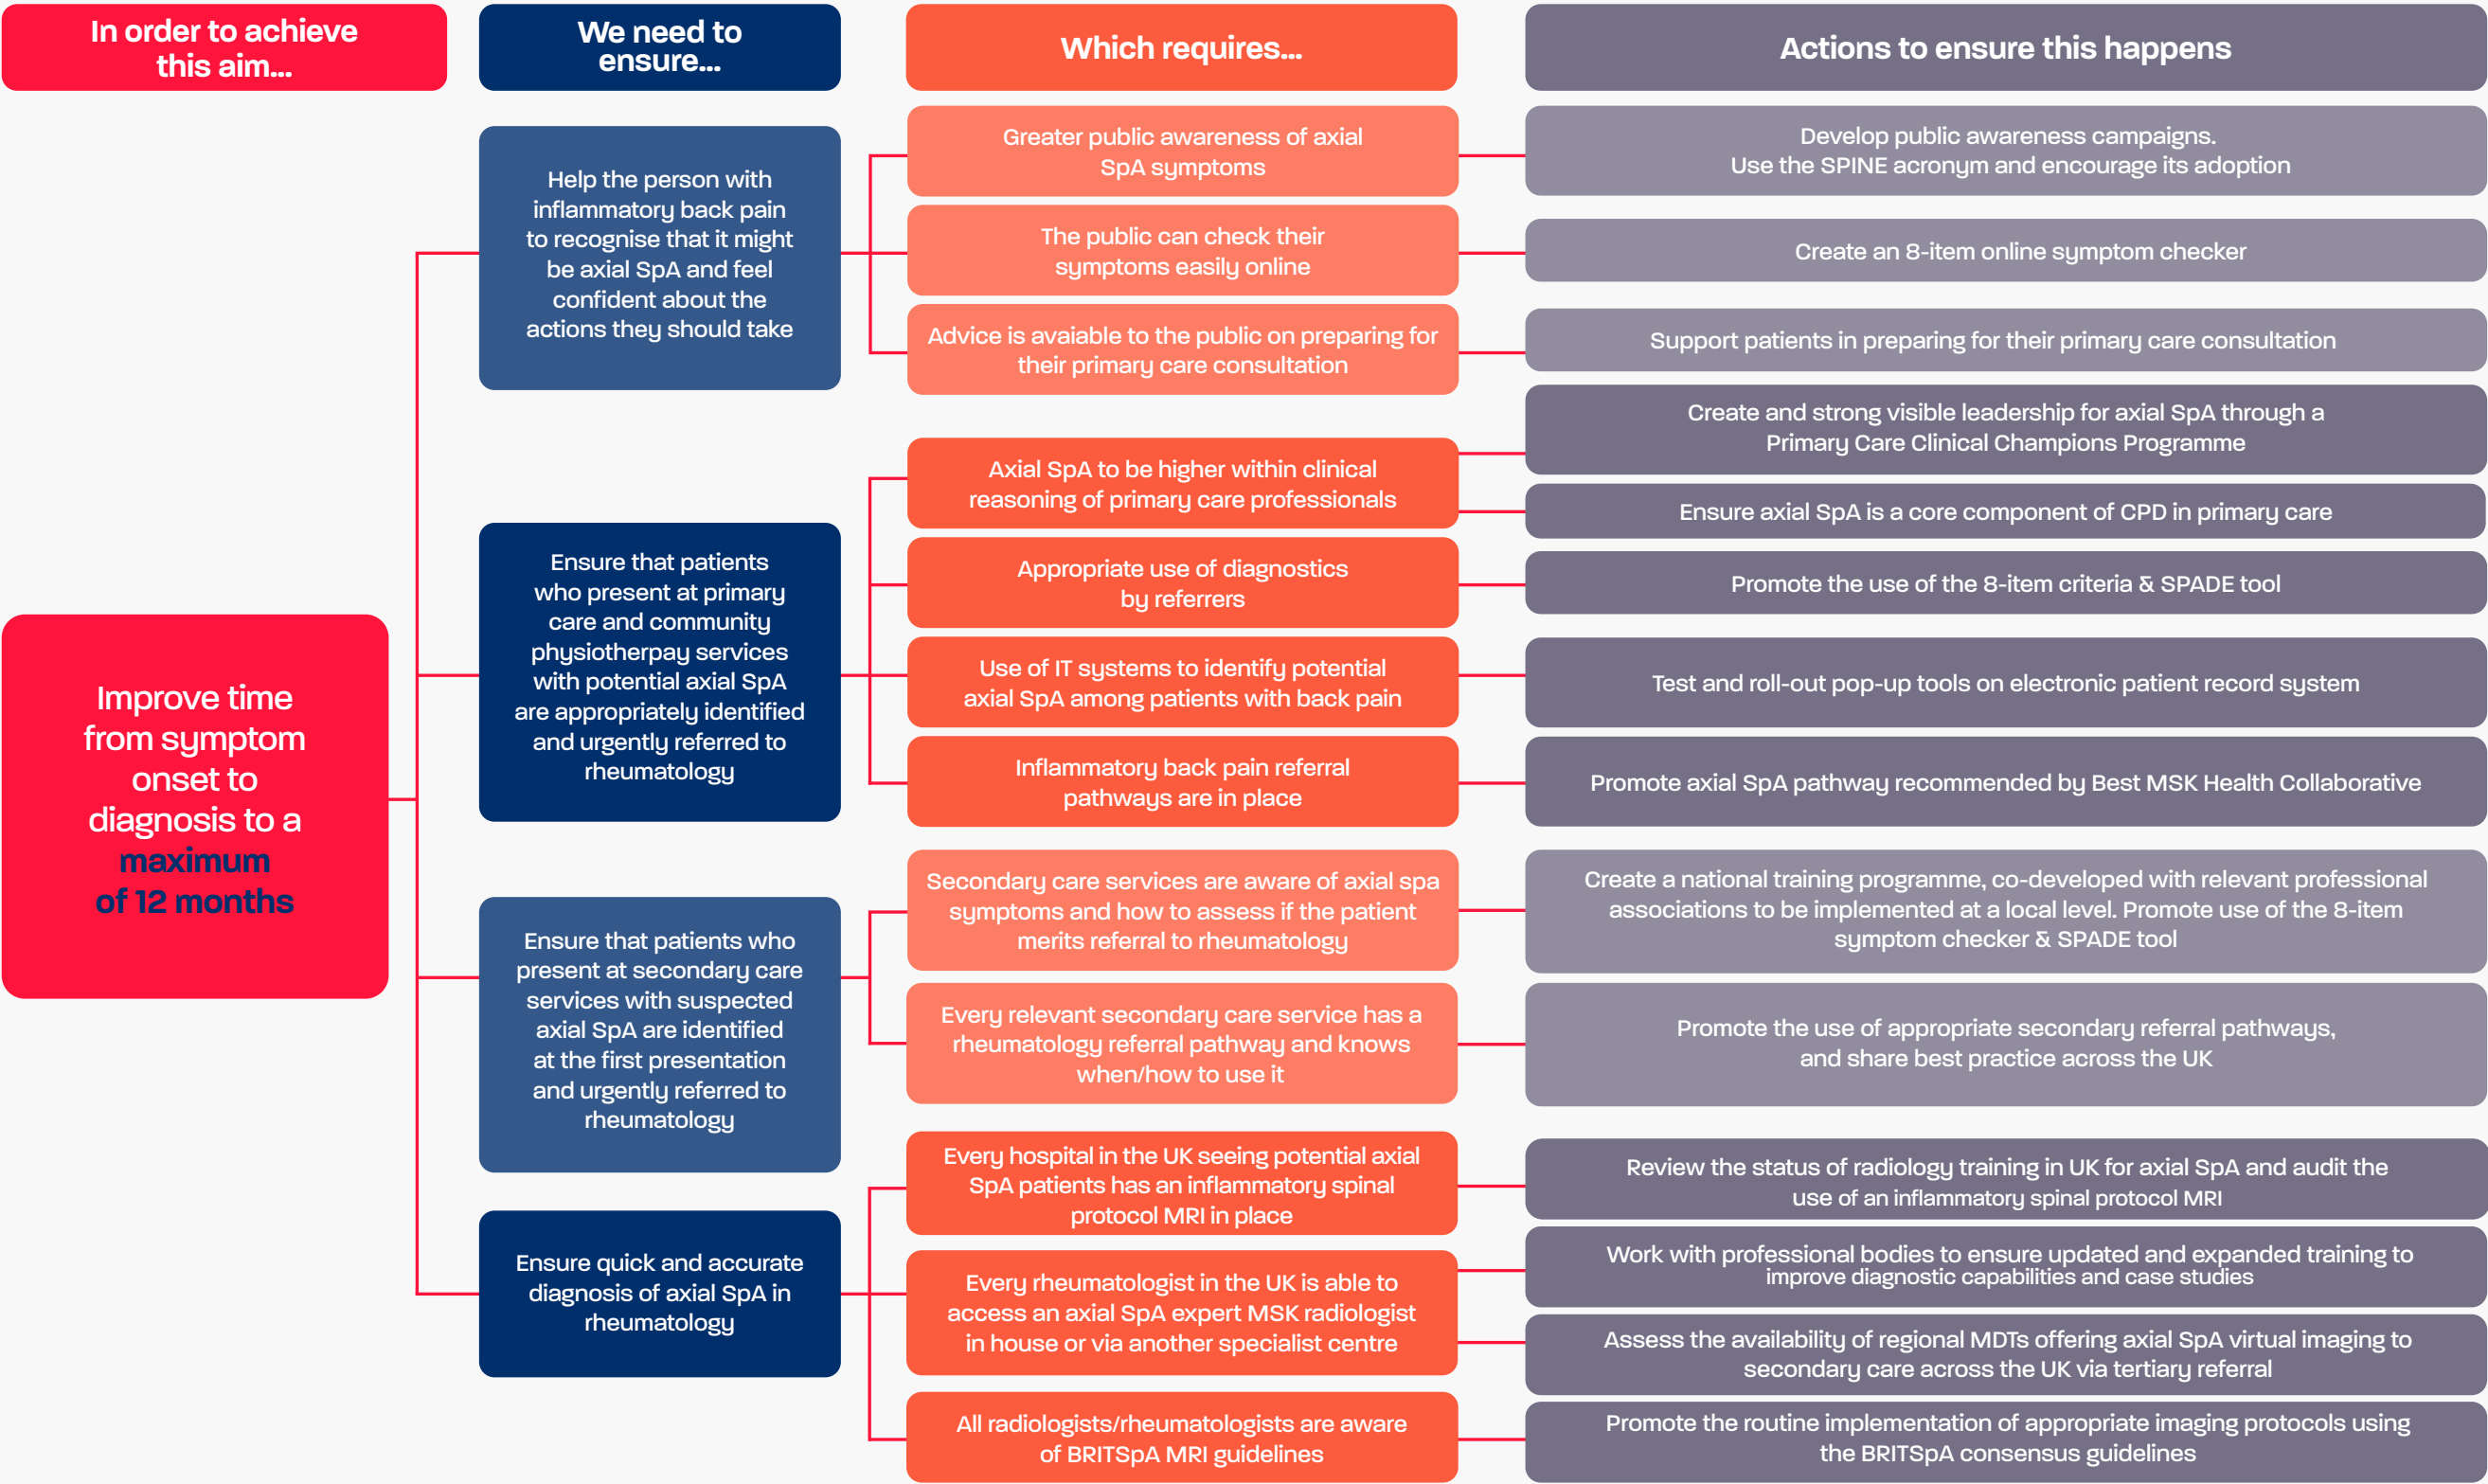 In order to achieve
this aim...
We need to
ensure...
Which requires...
Actions to ensure this happens
Improve time
from symptom
onset to
diagnosis to a
maximum
of 12 months
Help the person with
inflammatory back pain
to recognise that it might
be axial SpA and feel
confident about the
actions they should take
Greater public awareness of axial
SpA symptoms
Develop public awareness campaigns.
Use the SPINE acronym and encourage its adoption
The public can check their
symptoms easily online
Create an 8-item online symptom checker
Advice is avaiable to the public on preparing for
their primary care consultation
Support patients in preparing for their primary care consultation
Ensure that patients
who present at primary
care and community
physiotherpay services
with potential axial SpA
are appropriately identified
and urgently referred to
rheumatology
Axial SpA to be higher within clinical
reasoning of primary care professionals
Create and strong visible leadership for axial SpA through a
Primary Care Clinical Champions Programme
Ensure axial SpA is a core component of CPD in primary care
Appropriate use of diagnostics
by referrers
Promote the use of the 8-item criteria & SPADE tool
Use of IT systems to identify potential
axial SpA among patients with back pain
Test and roll-out pop-up tools on electronic patient record system
Inflammatory back pain referral
pathways are in place
Promote axial SpA pathway recommended by Best MSK Health Collaborative
Ensure that patients who
present at secondary care
services with suspected
axial SpA are identified
at the first presentation
and urgently referred to
rheumatology
Secondary care services are aware of axial spa
symptoms and how to assess if the patient
merits referral to rheumatology
Create a national training programme, co-developed with relevant professional
associations to be implemented at a local level. Promote use of the 8-item
symptom checker & SPADE tool
Every relevant secondary care service has a
rheumatology referral pathway and knows
when/how to use it
Promote the use of appropriate secondary referral pathways,
and share best practice across the UK
Ensure quick and accurate
diagnosis of axial SpA in
rheumatology
Every hospital in the UK seeing potential axial
SpA patients has an inflammatory spinal
protocol MRI in place
Review the status of radiology training in UK for axial SpA and audit the
use of an inflammatory spinal protocol MRI
Every rheumatologist in the UK is able to
access an axial SpA expert MSK radiologist
in house or via another specialist centre
Work with professional bodies to ensure updated and expanded training to
improve diagnostic capabilities and case studies
Assess the availability of regional MDTs offering axial SpA virtual imaging to
secondary care across the UK via tertiary referral
All radiologists/rheumatologists are aware
of BRITSpA MRI guidelines
Promote the routine implementation of appropriate imaging protocols using
the BRITSpA consensus guidelines